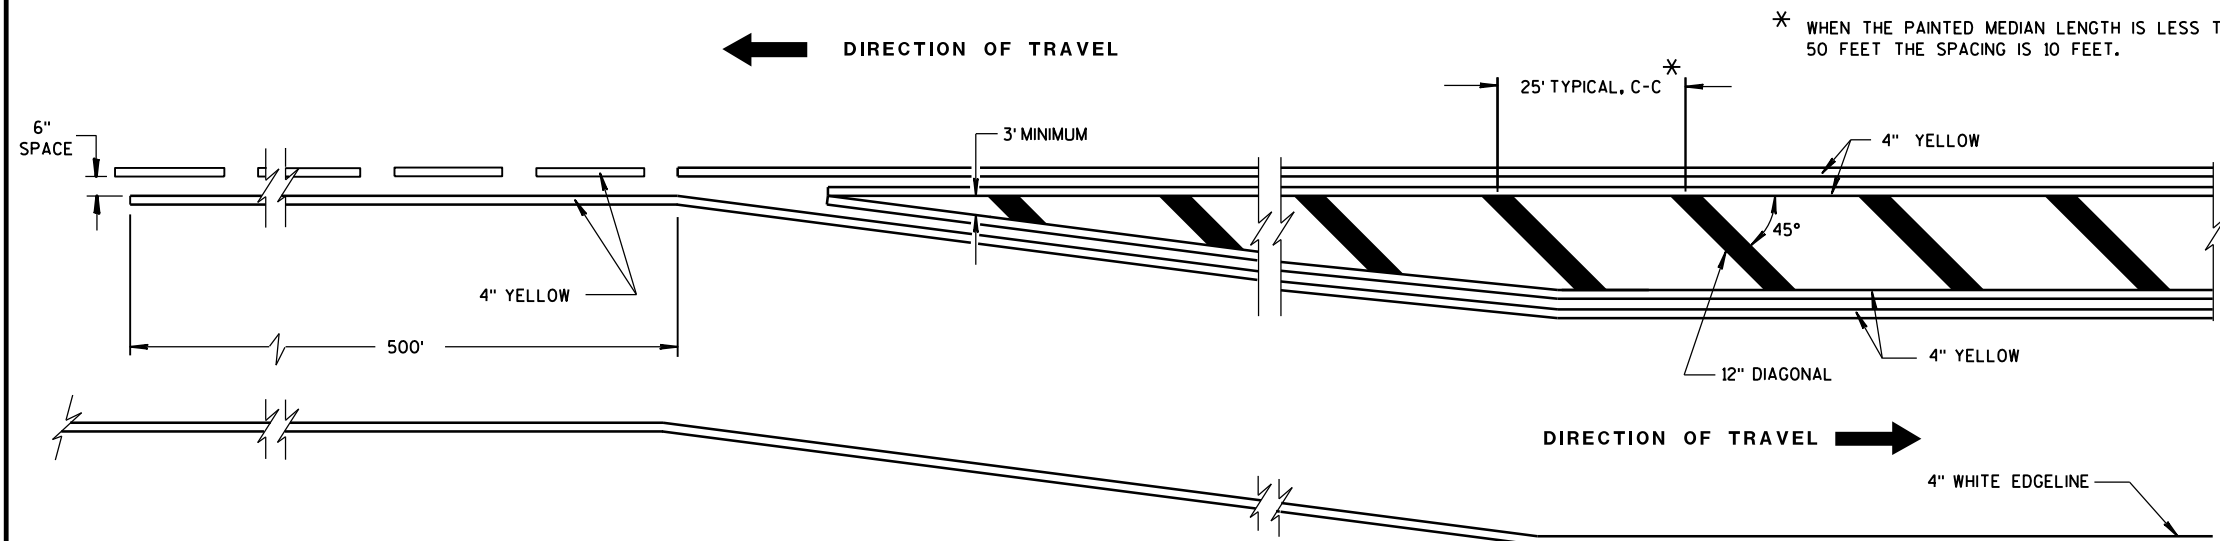 * WHEN THE PAINTED MEDIAN LENGTH IS LESS
50 FEET THE SPACING IS 10 FEET.
DIRECTION OF TRAVEL
25' TYPICAL, C-C *
6"
SPACE
3' MINIMUM
4" YELLOW
45°
4" YELLOW
500'
4" YELLOW
12" DIAGONAL
DIRECTION OF TRAVEL
4" WHITE EDGELINE